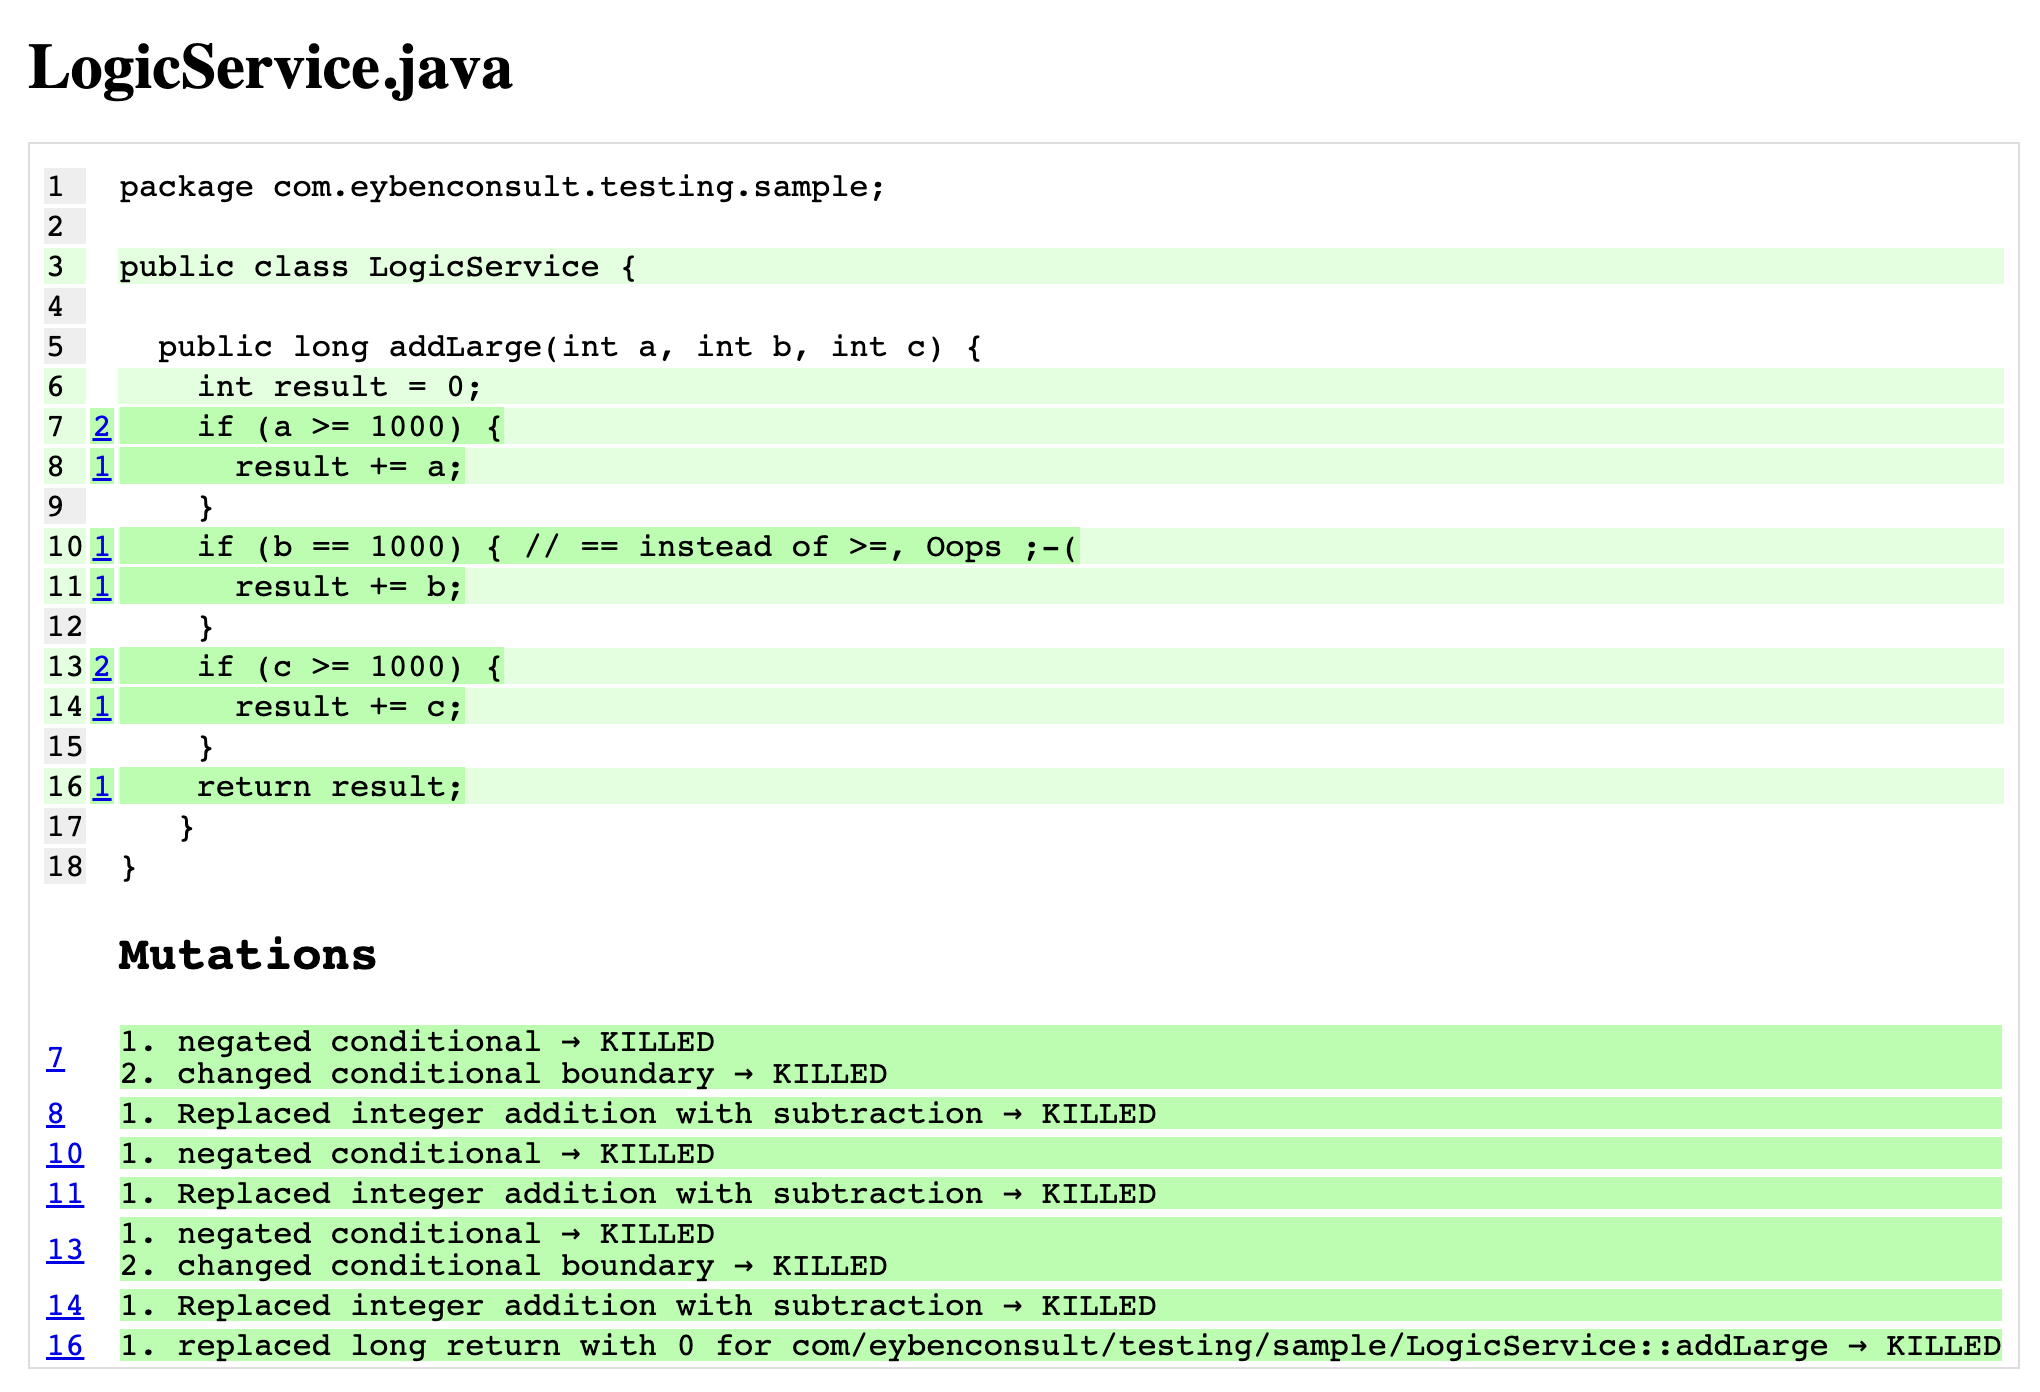 LogicService.java
1 package com.eybenconsult.testing.sample;
2
3 public class LogicService {
4
5   public long addLarge(int a, int b, int c) {
6     int result = 0;
7 2     if (a >= 1000) {
8 1       result += a;
9     }
10 1     if (b == 1000) { // == instead of >=, Oops ;-(
11 1       result += b;
12     }
13 2     if (c >= 1000) {
14 1       result += c;
15     }
16 1     return result;
17    }
18 }
Mutations
7 1. negated conditional → KILLED
2. changed conditional boundary → KILLED
8 1. Replaced integer addition with subtraction → KILLED
10 1. negated conditional → KILLED
11 1. Replaced integer addition with subtraction → KILLED
13 1. negated conditional → KILLED
2. changed conditional boundary → KILLED
14 1. Replaced integer addition with subtraction → KILLED
16 1. replaced long return with 0 for com/eybenconsult/testing/sample/LogicService::addLarge → KILLED